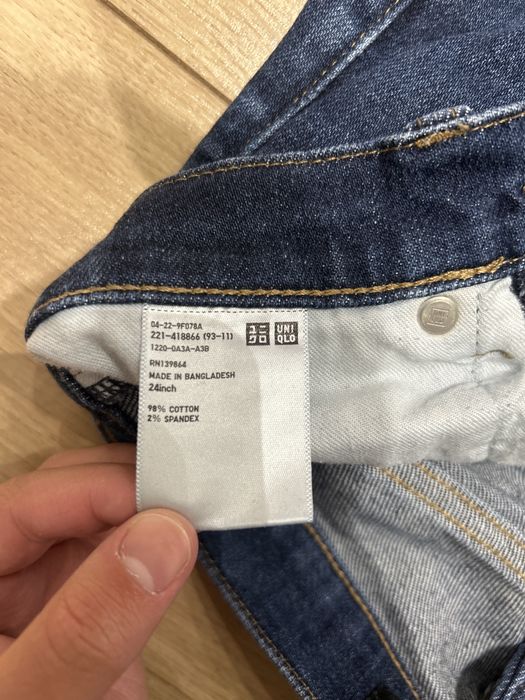 04-22-9F078A
221-418866 (93-11)
1220-0A3A-A3B
ユニ
クロ
UNI
QLO
RN139864
MADE IN BANGLADESH
24inch
98% COTTON
2% SPANDEX